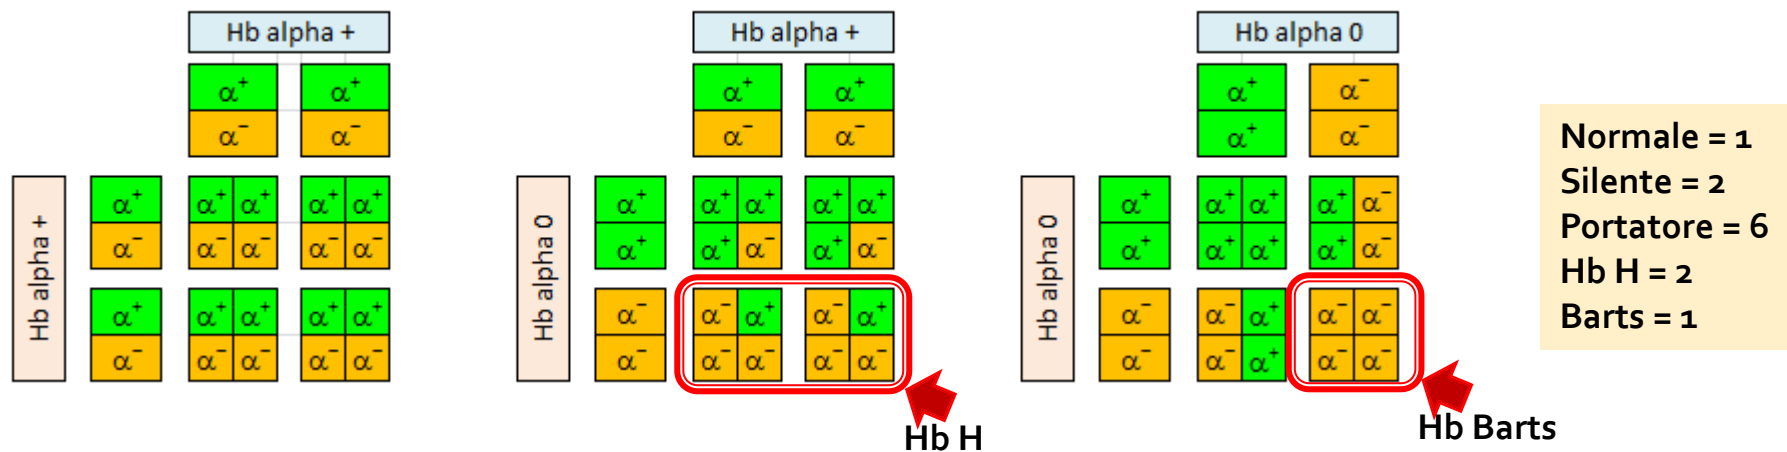 Hb alpha + Hb alpha + Hb alpha 0
α⁺ α⁺ α⁺ α⁺ α⁺ α⁻
α⁻ α⁻ α⁻ α⁻ α⁺ α⁻
Normale = 1
Silente = 2
Portatore = 6
Hb H = 2
Barts = 1
Hb alpha + Hb alpha 0 Hb alpha 0
α⁺ α⁺ α⁺ α⁺ α⁺ α⁺ α⁺ α⁺ α⁺ α⁺ α⁺ α⁺ α⁺ α⁺ α⁻
α⁻ α⁻ α⁻ α⁻ α⁻ α⁺ α⁺ α⁻ α⁺ α⁻ α⁺ α⁺ α⁺ α⁺ α⁻
α⁺ α⁺ α⁺ α⁺ α⁺ α⁻ α⁻ α⁺ α⁻ α⁺ α⁻ α⁻ α⁺ α⁻ α⁻
α⁻ α⁻ α⁻ α⁻ α⁻ α⁻ α⁻ α⁻ α⁻ α⁻ α⁻ α⁻ α⁺ α⁻ α⁻
Hb H
Hb Barts